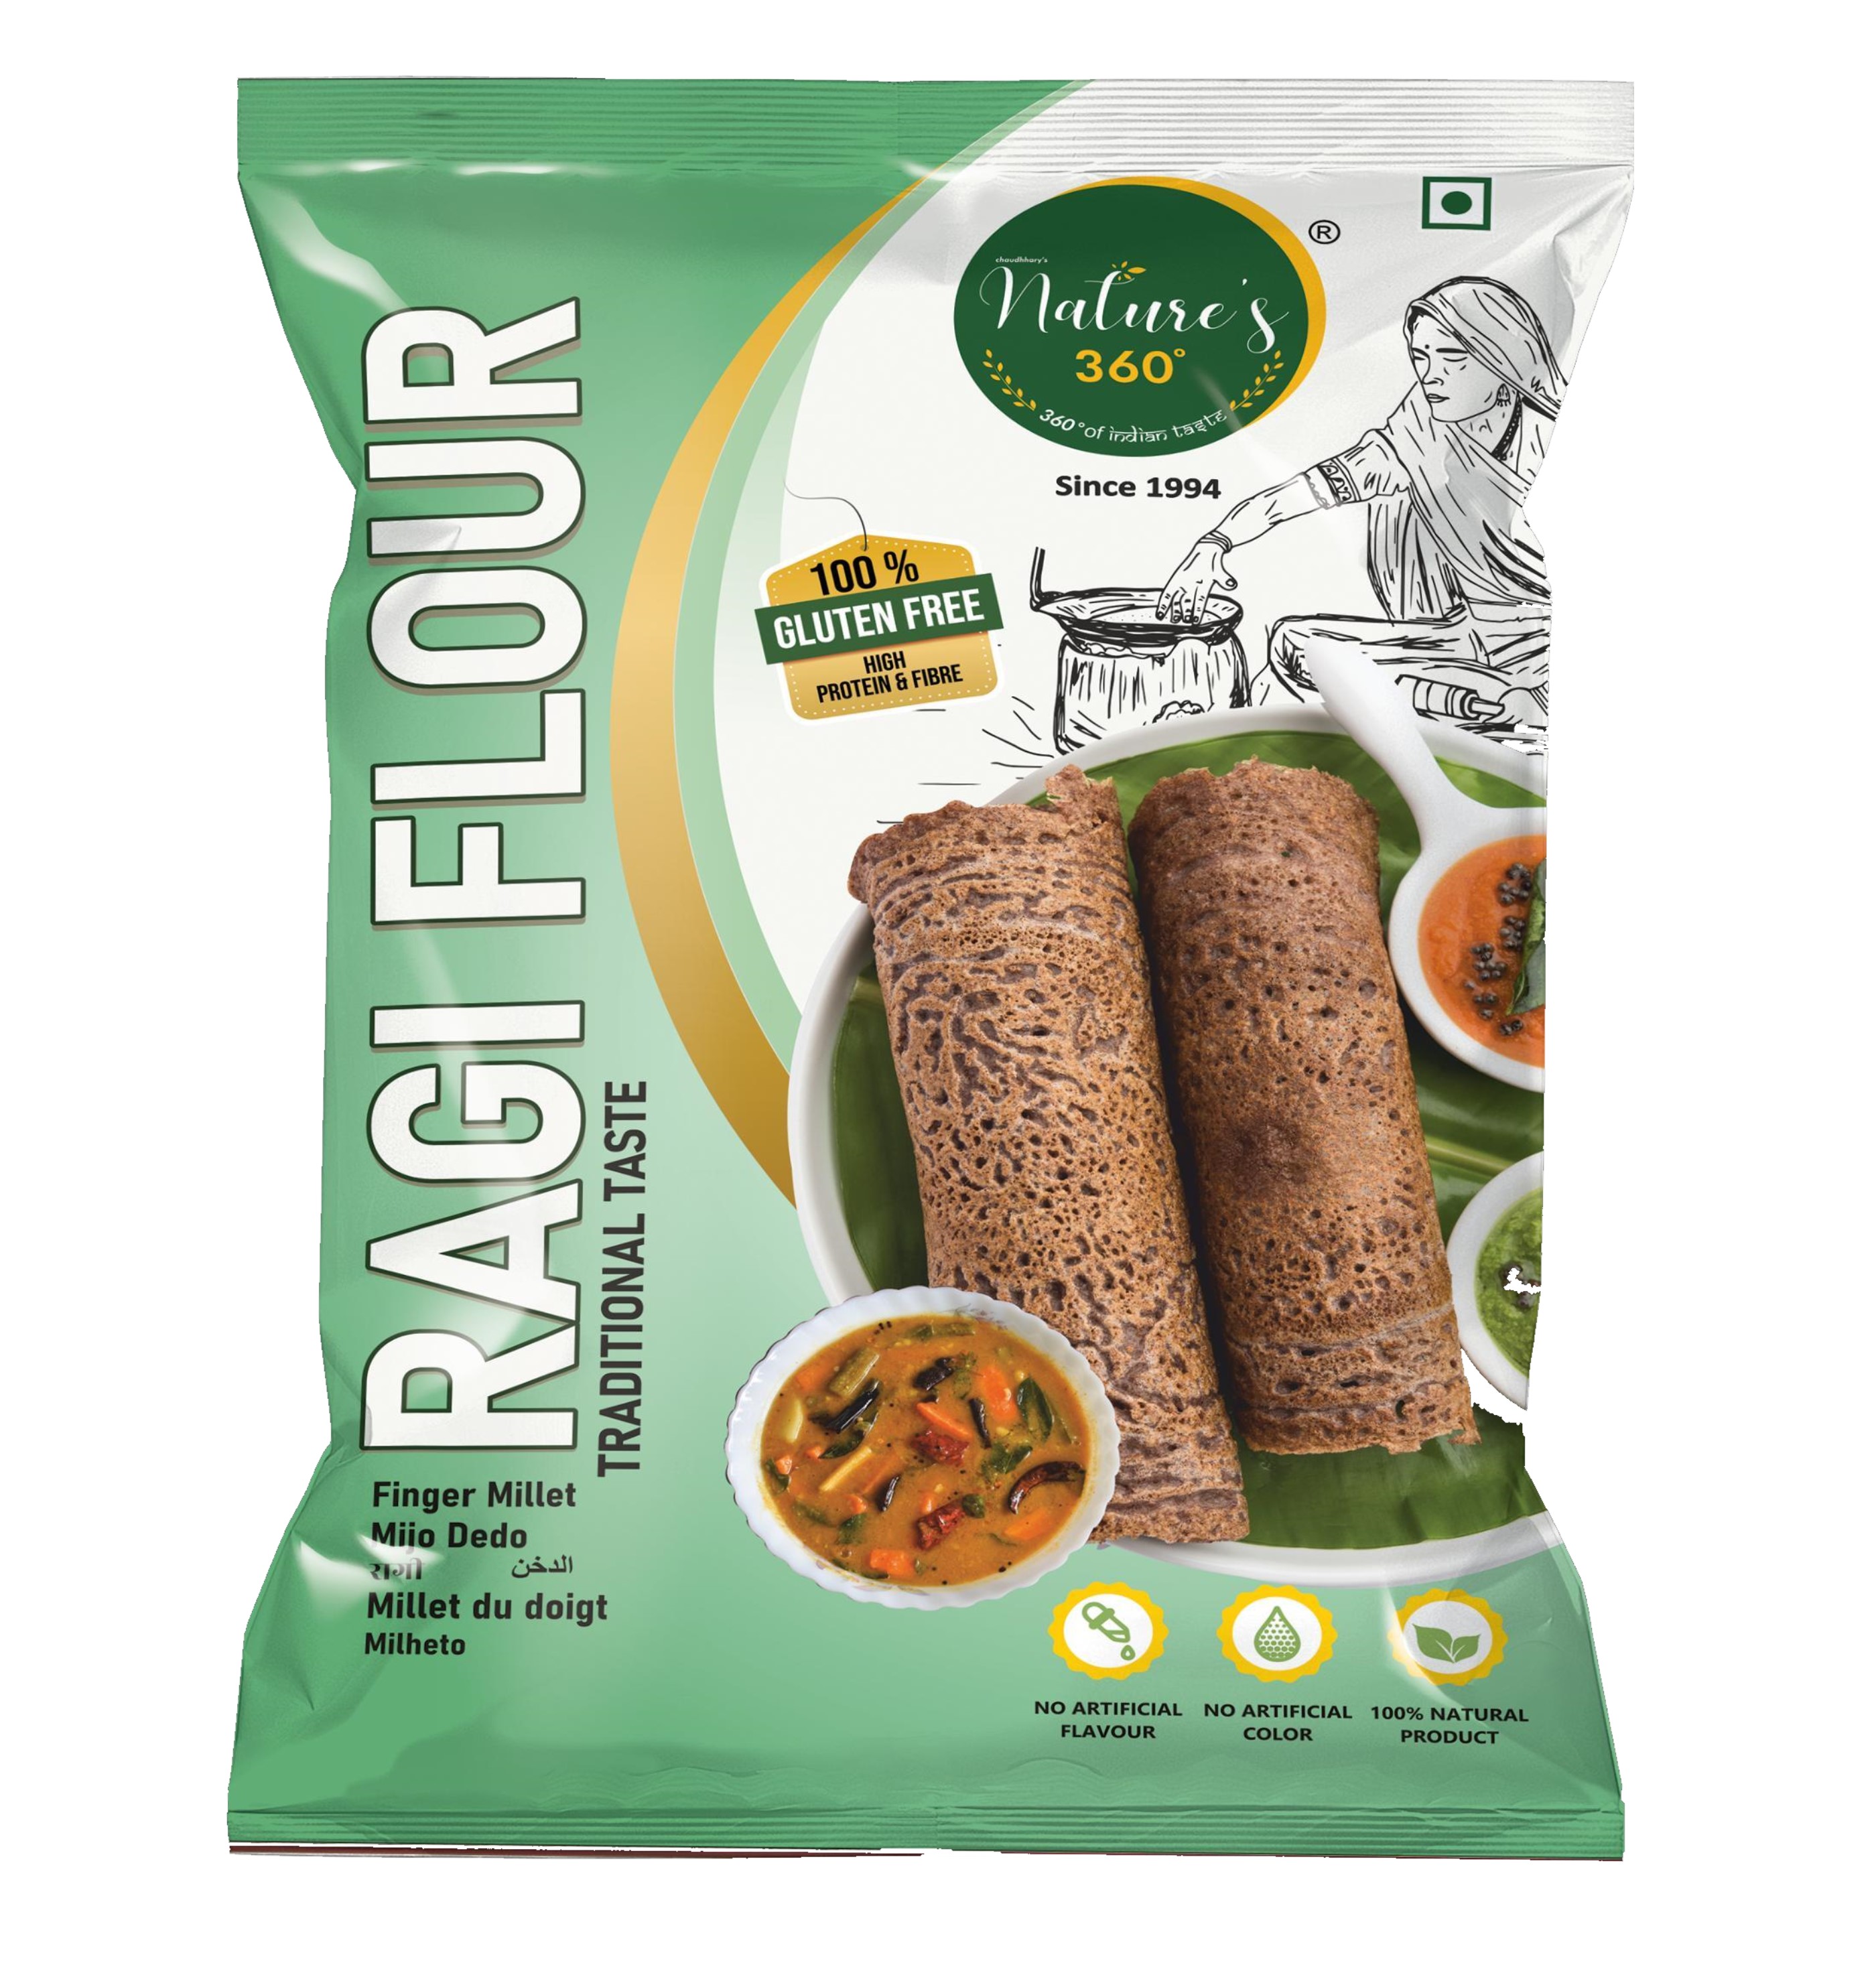 chaudhhary's
Nature's
360°
360° of indian taste
®
Since 1994
100 %
GLUTEN FREE
HIGH
PROTEIN & FIBRE
RAGI FLOUR
TRADITIONAL TASTE
Finger Millet
Mijo Dedo
रागी الدخن
Millet du doigt
Milheto
NO ARTIFICIAL
FLAVOUR
NO ARTIFICIAL
COLOR
100% NATURAL
PRODUCT